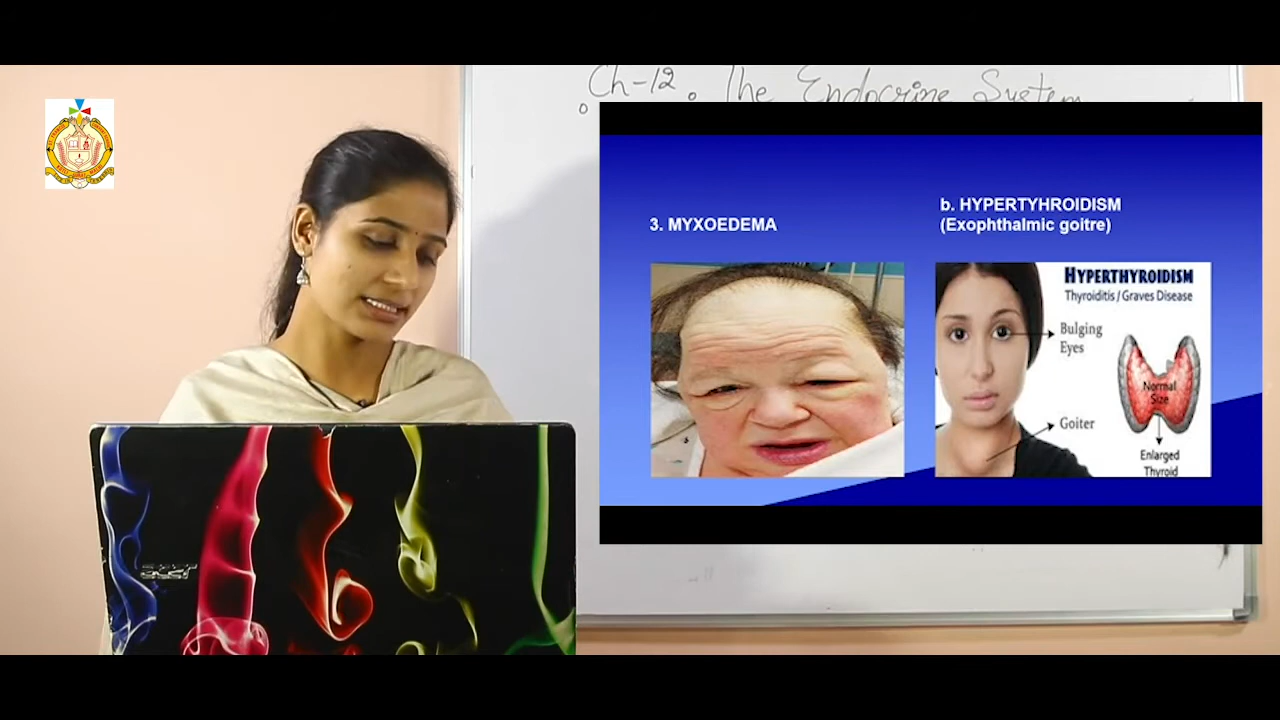 Ch-12. The Endocrine System
3. MYXOEDEMA
b. HYPERTYHROIDISM
(Exophthalmic goitre)
HYPERTHYROIDISM
Thyroiditis / Graves Disease
Bulging
Eyes
Normal
Size
Goiter
Enlarged
Thyroid